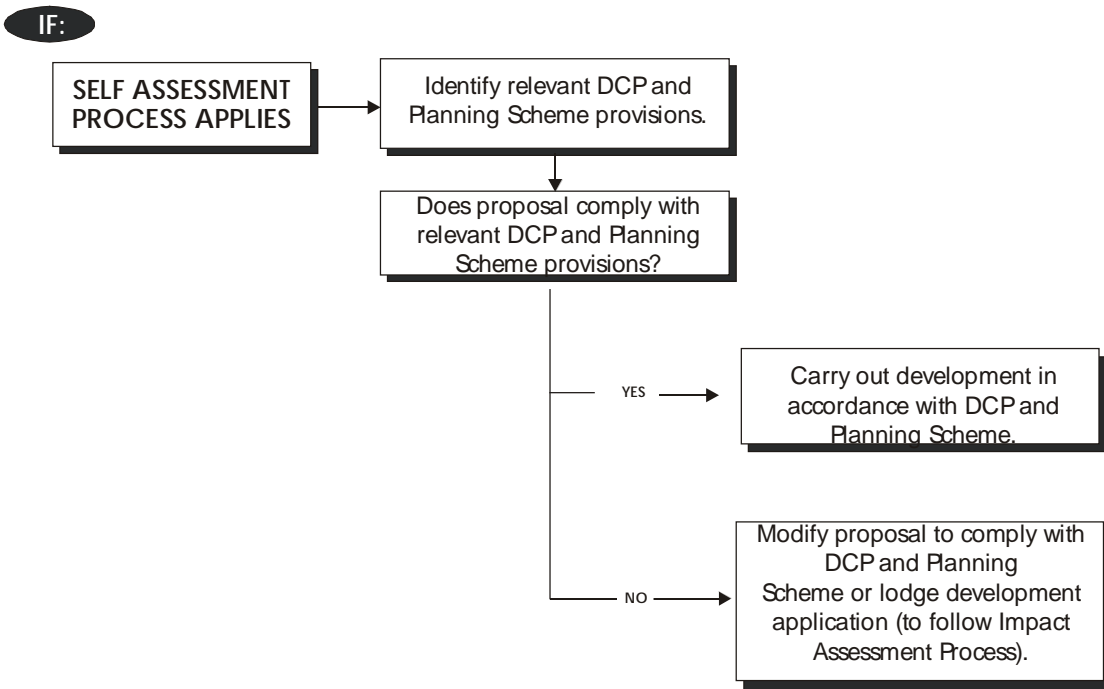 IF:
SELF ASSESSMENT
PROCESS APPLIES
Identify relevant DCP and
Planning Scheme provisions.
Does proposal comply with
relevant DCP and Planning
Scheme provisions?
YES
Carry out development in
accordance with DCP and
Planning Scheme.
NO
Modify proposal to comply with
DCP and Planning
Scheme or lodge development
application (to follow Impact
Assessment Process).